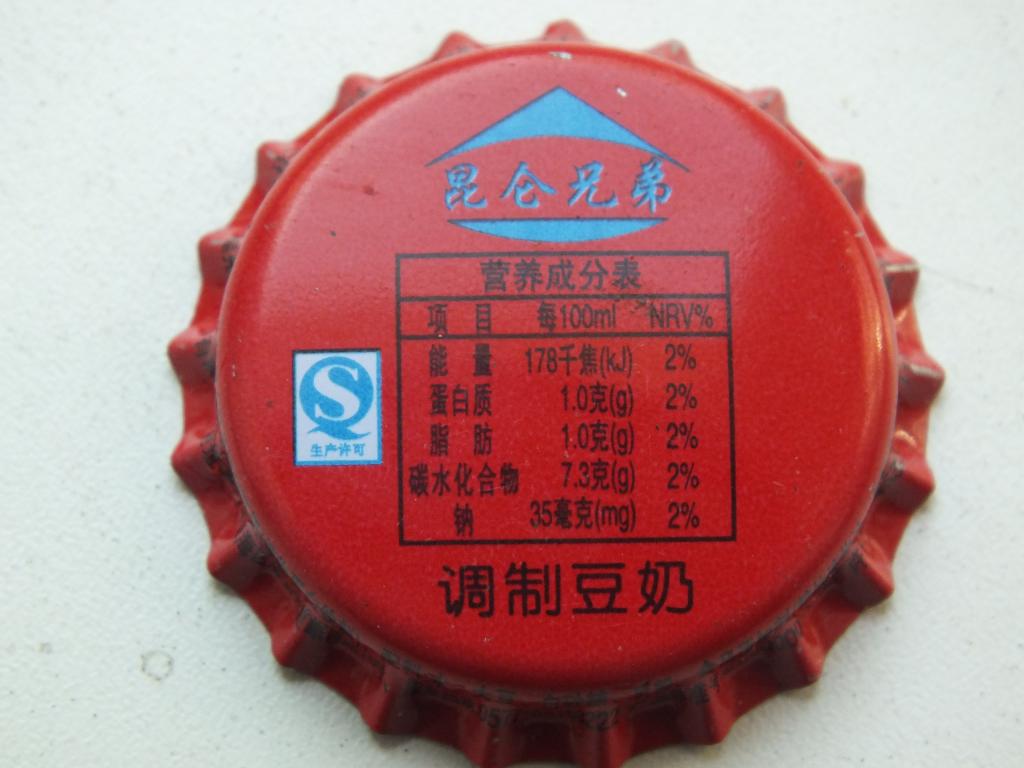 昆仑兄弟
营养成分表
项目 每100ml NRV%
能量 178千焦(kJ) 2%
蛋白质 1.0克(g) 2%
脂肪 1.0克(g) 2%
碳水化合物 7.3克(g) 2%
钠 35毫克(mg) 2%
S
生产许可
调制豆奶